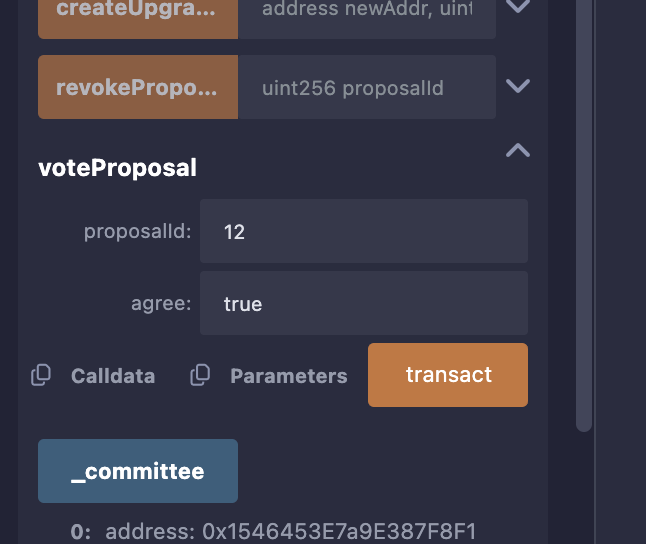 createUpgra...
address newAddr, uint
revokePropo...
uint256 proposalId
voteProposal
proposalId:
12
agree:
true
Calldata
Parameters
transact
_committee
0: address: 0x1546453E7a9E387F8F1